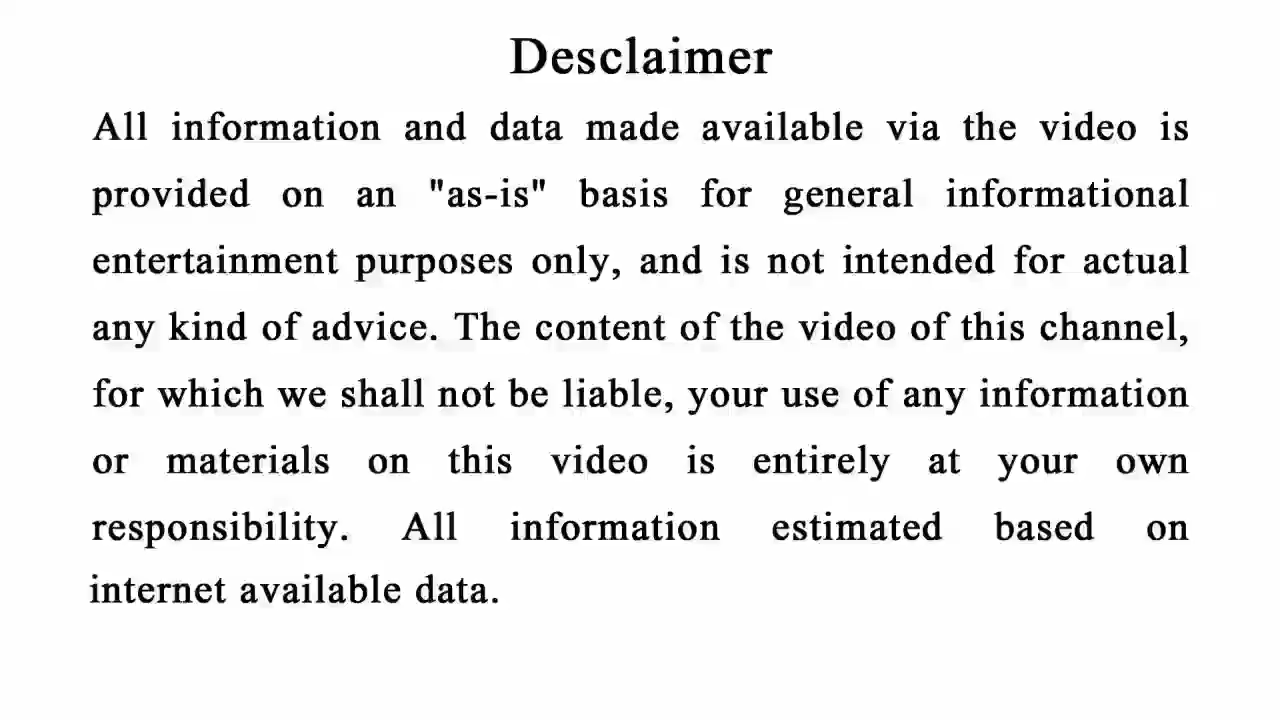 Desclaimer
All information and data made available via the video is
provided on an "as-is" basis for general informational
entertainment purposes only, and is not intended for actual
any kind of advice. The content of the video of this channel,
for which we shall not be liable, your use of any information
or materials on this video is entirely at your own
responsibility. All information estimated based on
internet available data.